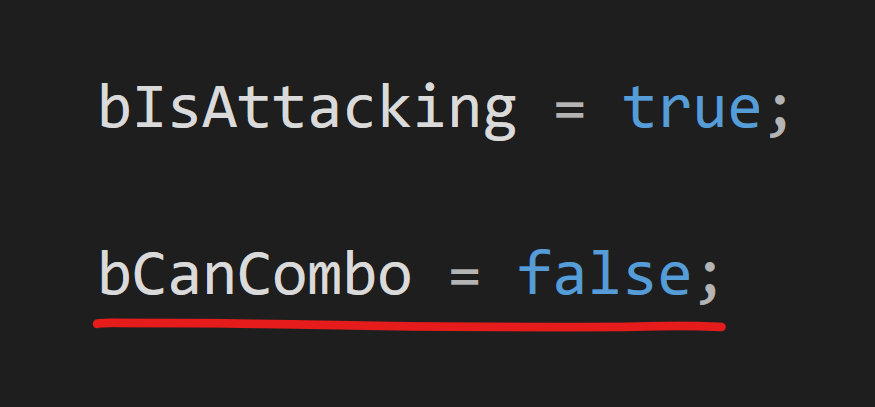 bIsAttacking = true;
bCanCombo = false;